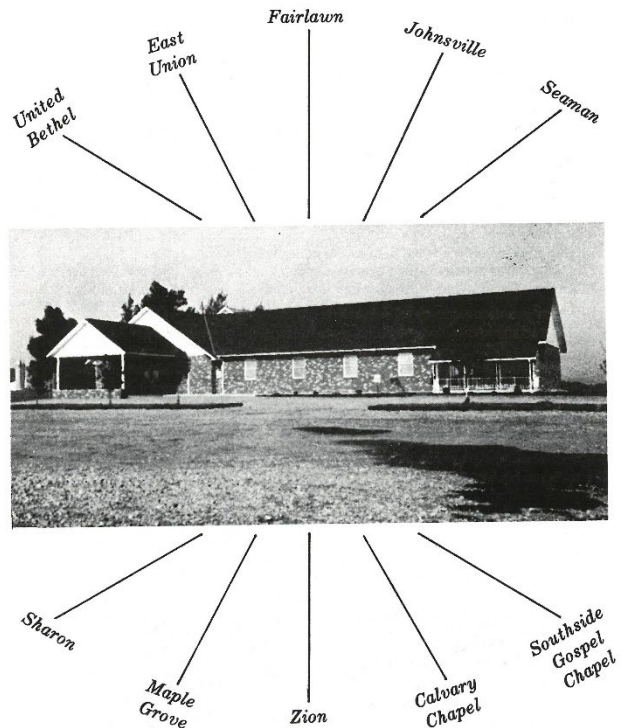 Fairlawn
East
Union
Johnsville
United
Bethel
Seaman
Sharon
Maple
Grove
Zion
Calvary
Chapel
Southside
Gospel
Chapel